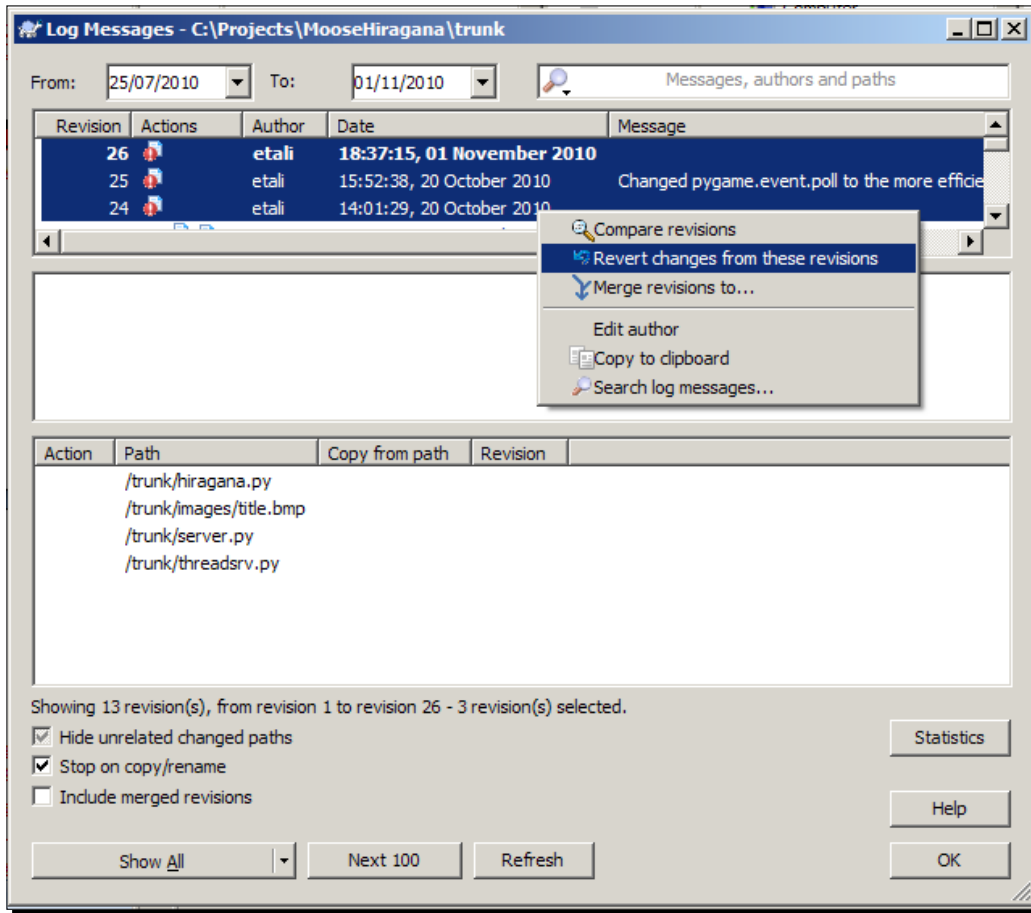 Log Messages - C:\Projects\MooseHiragana\trunk
From: 25/07/2010 To: 01/11/2010 Messages, authors and paths
Revision Actions Author Date Message
26 etali 18:37:15, 01 November 2010
25 etali 15:52:38, 20 October 2010 Changed pygame.event.poll to the more efficie
24 etali 14:01:29, 20 October 2010
Compare revisions
Revert changes from these revisions
Merge revisions to...
Edit author
Copy to clipboard
Search log messages...
Action Path Copy from path Revision
/trunk/hiragana.py
/trunk/images/title.bmp
/trunk/server.py
/trunk/threadsrv.py
Showing 13 revision(s), from revision 1 to revision 26 - 3 revision(s) selected.
Hide unrelated changed paths
Statistics
Stop on copy/rename
Include merged revisions
Help
Show All Next 100 Refresh OK